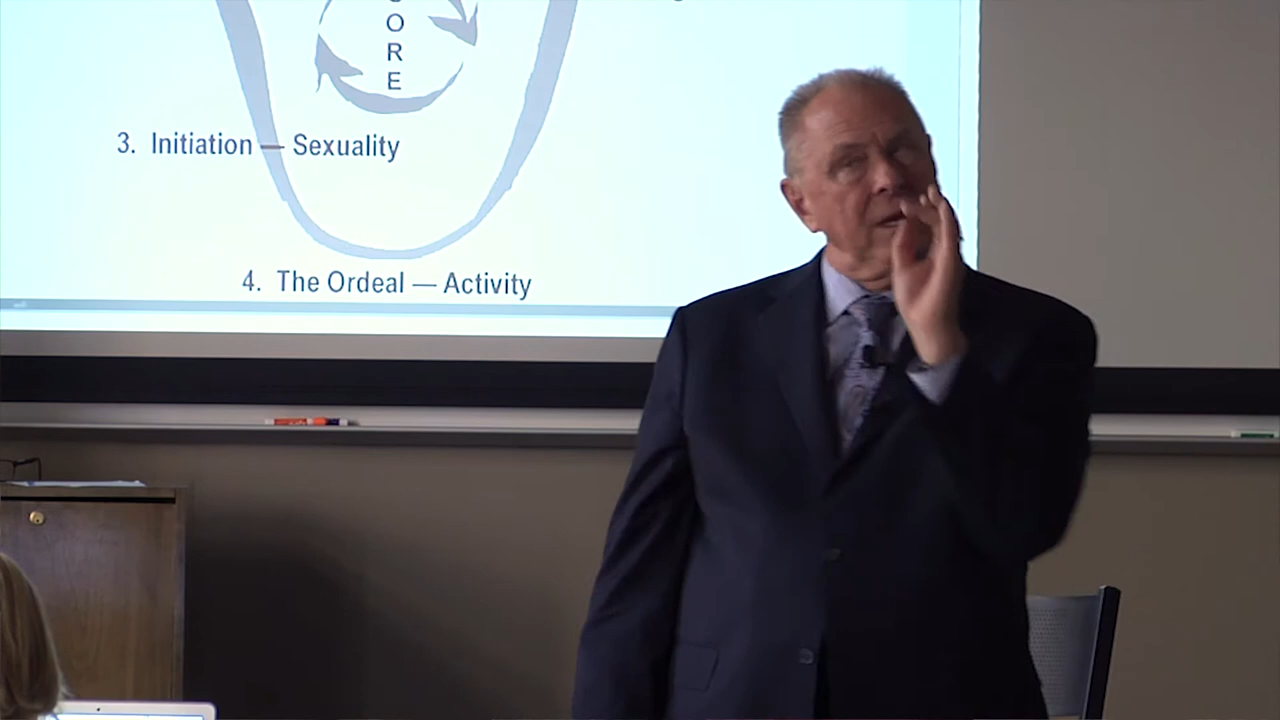 O
R
E
3. Initiation — Sexuality
4. The Ordeal — Activity